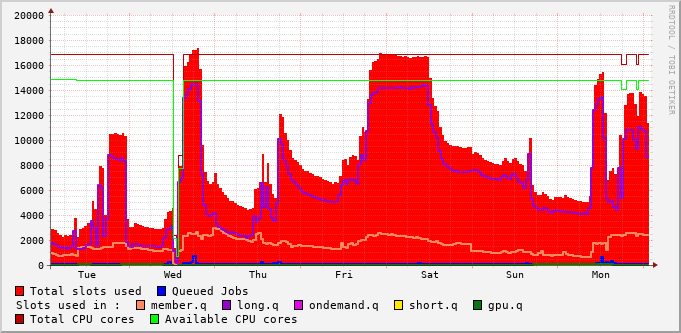 20000
18000
16000
14000
12000
10000
8000
6000
4000
2000
0
Tue Wed Thu Fri Sat Sun Mon
RRDTOOL / TOBI OETIKER
Total slots used Queued Jobs
Slots used in : member.q long.q ondemand.q short.q gpu.q
Total CPU cores Available CPU cores